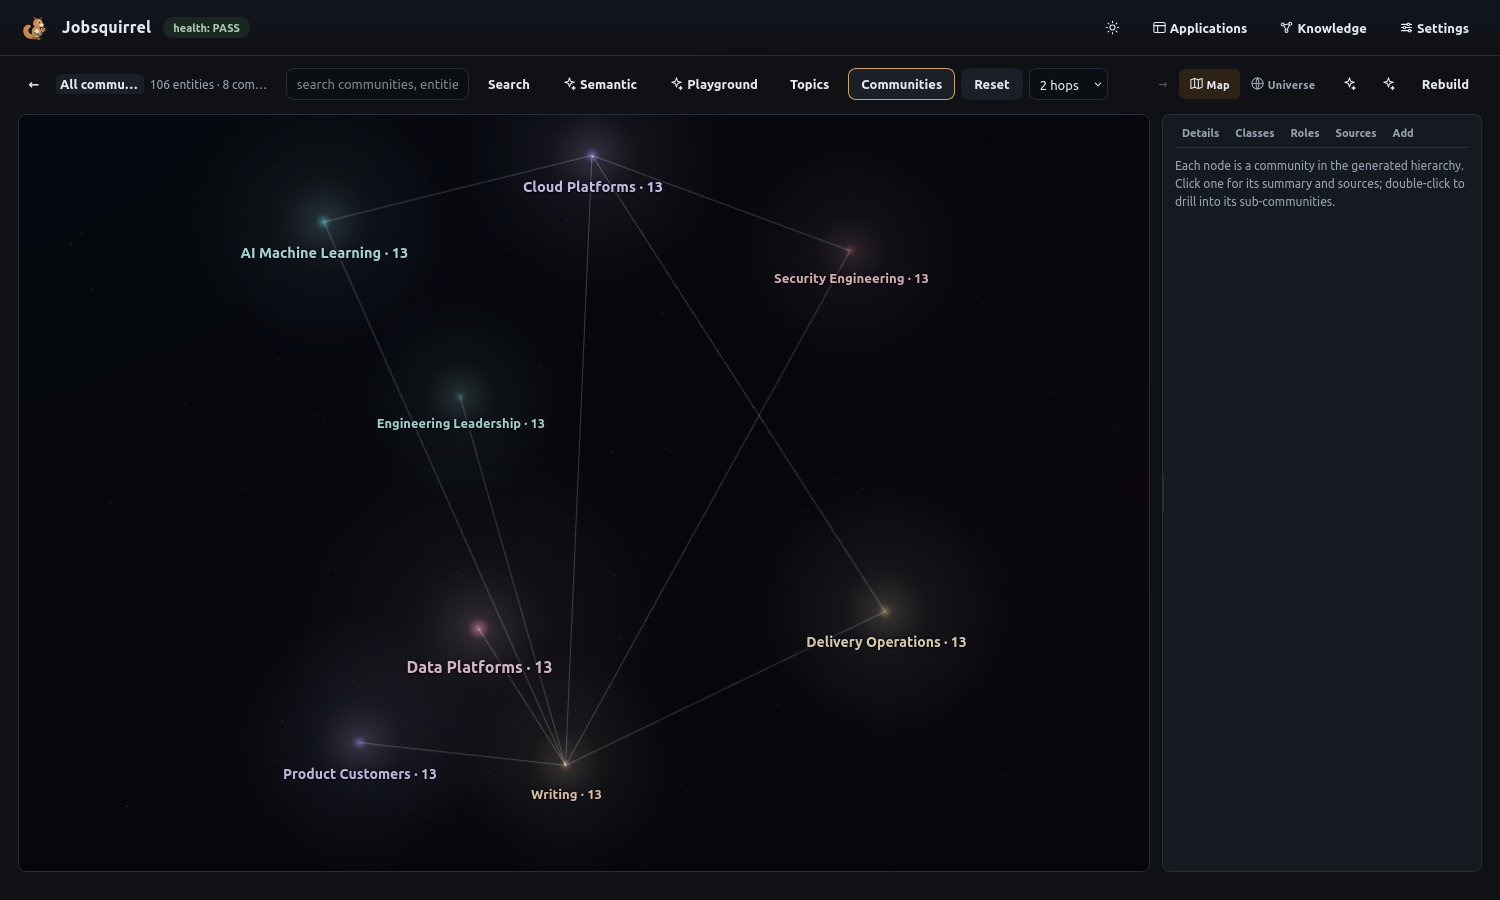 Jobsquirrel
health: PASS
Applications
Knowledge
Settings
← All commu... 106 entities · 8 com...
search communities, entitie
Search
Semantic
Playground
Topics
Communities
Reset
2 hops
→
Map
Universe
Rebuild
Cloud Platforms · 13
AI Machine Learning · 13
Security Engineering · 13
Engineering Leadership · 13
Data Platforms · 13
Delivery Operations · 13
Product Customers · 13
Writing · 13
Details Classes Roles Sources Add
Each node is a community in the generated hierarchy.
Click one for its summary and sources; double-click to
drill into its sub-communities.